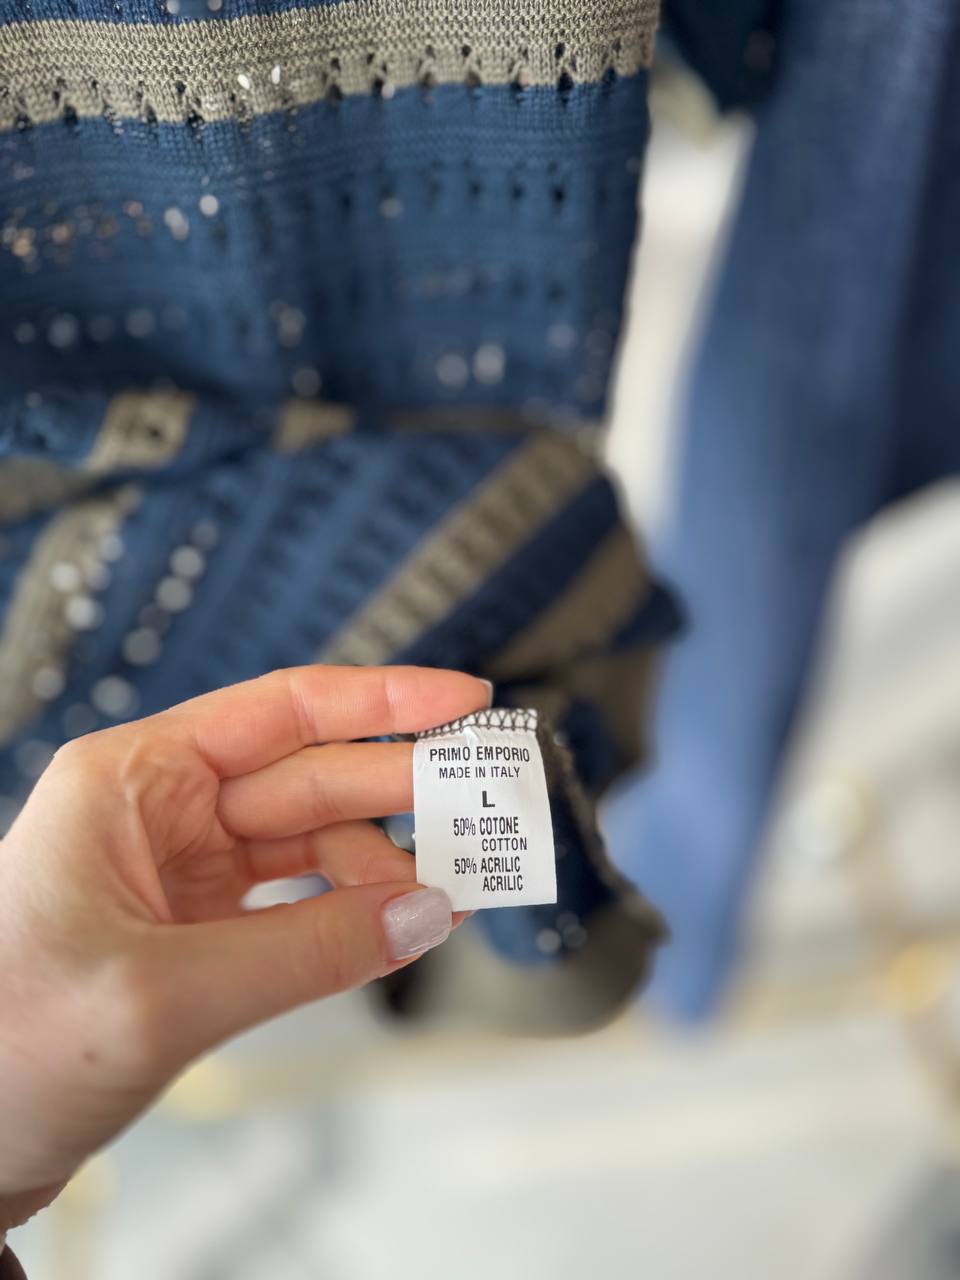 PRIMO EMPORIO
MADE IN ITALY
L
50% COTONE
COTTON
50% ACRILIC
ACRILIC